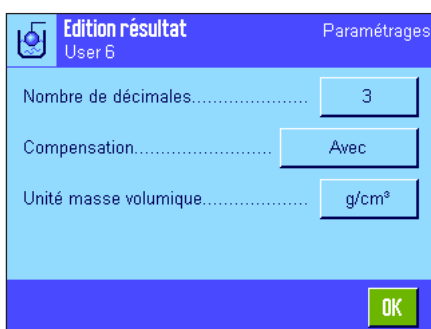 Edition résultat Paramétrages
User 6
Nombre de décimales..................... 3
Compensation.......................... Avec
Unité masse volumique.................... g/cm³
OK